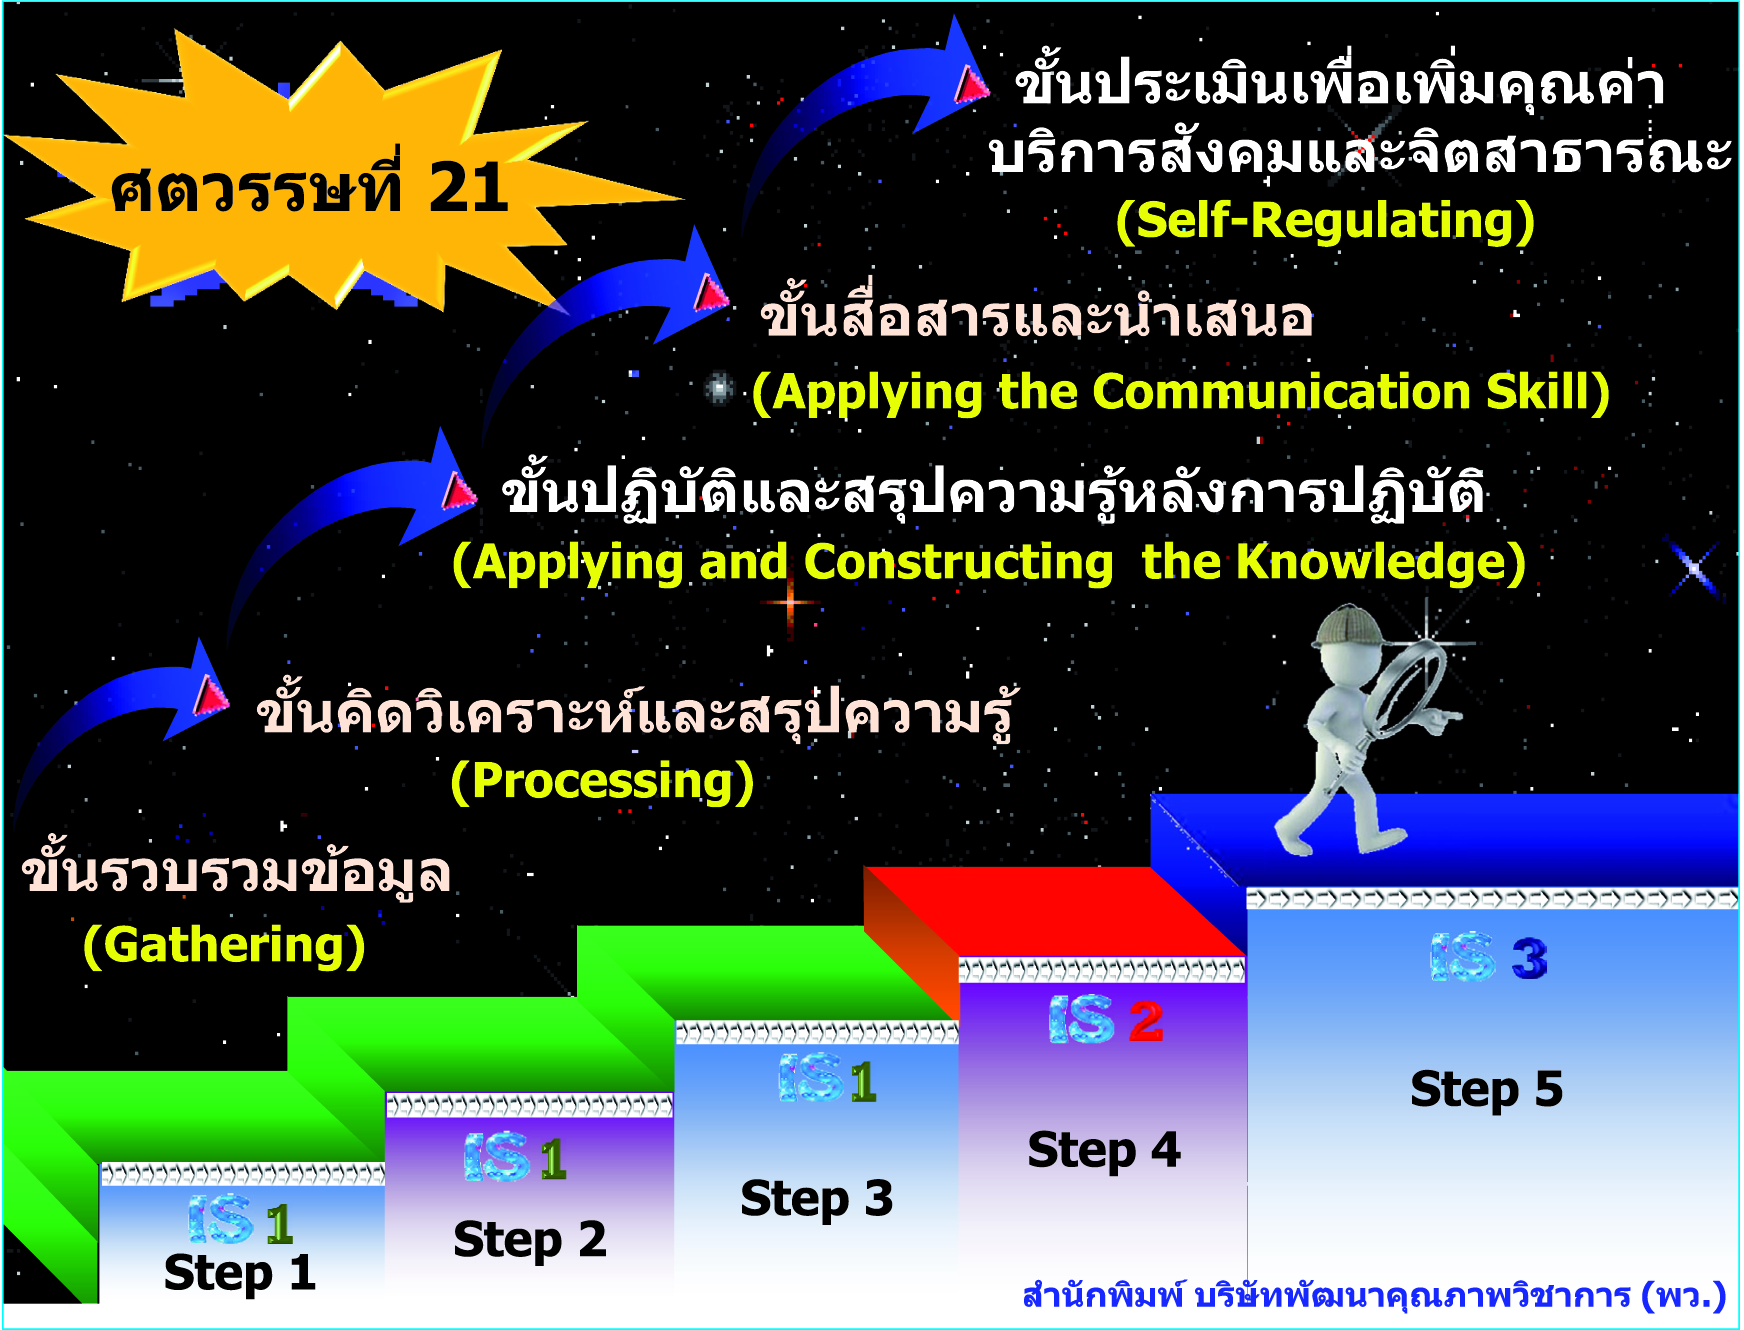 ศตวรรษที่ 21
ขั้นประเมินเพื่อเพิ่มคุณค่า
บริการสังคมและจิตสาธารณะ
(Self-Regulating)
ขั้นสื่อสารและนำเสนอ
(Applying the Communication Skill)
ขั้นปฏิบัติและสรุปความรู้หลังการปฏิบัติ
(Applying and Constructing the Knowledge)
ขั้นคิดวิเคราะห์และสรุปความรู้
(Processing)
ขั้นรวบรวมข้อมูล
(Gathering)
IS 1
Step 1
IS 1
Step 2
IS 1
Step 3
IS 2
Step 4
IS 3
Step 5
สำนักพิมพ์ บริษัทพัฒนาคุณภาพวิชาการ (พว.)